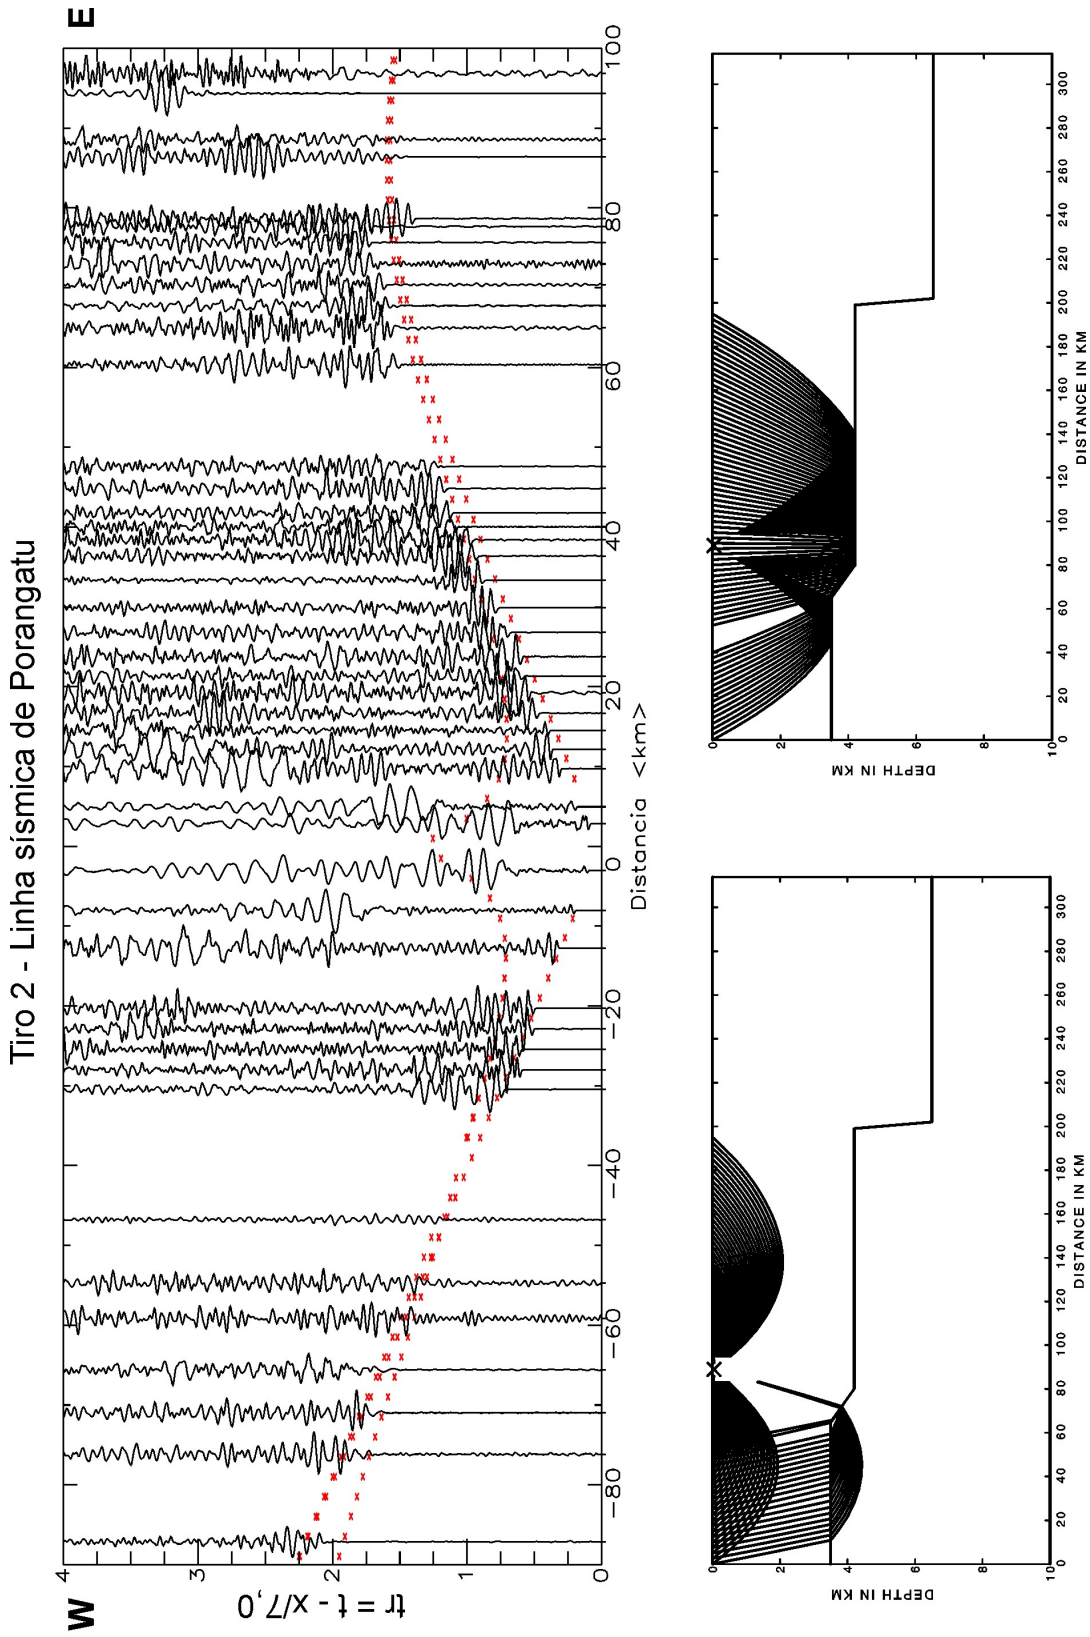 Tiro 2 - Linha sísmica de Porangatu
W
E
tr = t - x/7,0
4
3
2
1
0
-80
-60
-40
-20
0
20
40
60
80
100
Distancia <km>
DEPTH IN KM
0
2
4
6
8
10
0 20 40 60 80 100 120 140 160 180 200 220 240 260 280 300
DISTANCE IN KM
DEPTH IN KM
0
2
4
6
8
10
0 20 40 60 80 100 120 140 160 180 200 220 240 260 280 300
DISTANCE IN KM